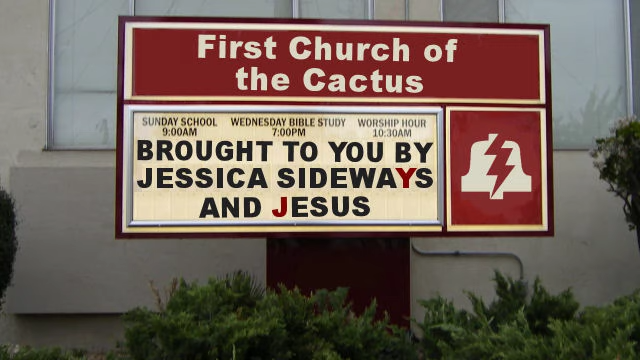 First Church of
the Cactus
SUNDAY SCHOOL WEDNESDAY BIBLE STUDY WORSHIP HOUR
9:00AM 7:00PM 10:30AM
BROUGHT TO YOU BY
JESSICA SIDEWAYS
AND JESUS